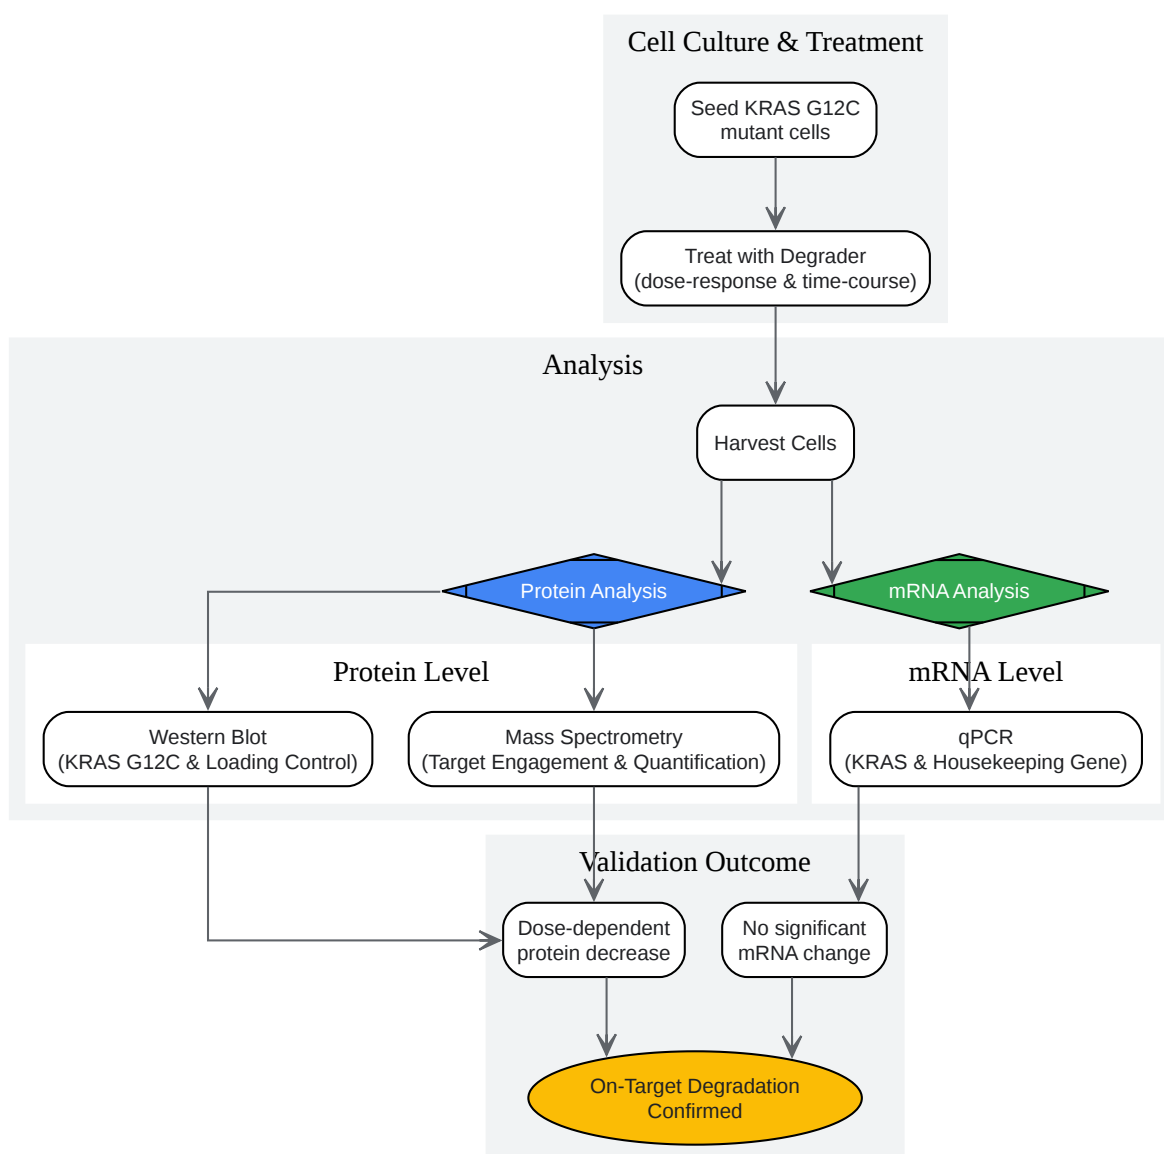 Cell Culture & Treatment
Seed KRAS G12C
mutant cells
Treat with Degrader
(dose-response & time-course)
Analysis
Harvest Cells
Protein Analysis
mRNA Analysis
Protein Level
mRNA Level
Western Blot
(KRAS G12C & Loading Control)
Mass Spectrometry
(Target Engagement & Quantification)
qPCR
(KRAS & Housekeeping Gene)
Validation Outcome
Dose-dependent
protein decrease
No significant
mRNA change
On-Target Degradation
Confirmed